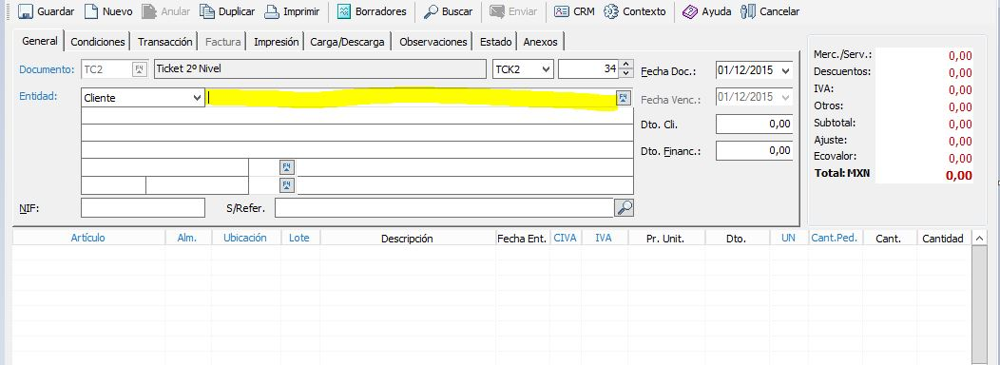 Guardar Nuevo Anular Duplicar Imprimir Borradores Buscar Enviar CRM Contexto Ayuda Cancelar
General Condiciones Transacción Factura Impresión Carga/Descarga Observaciones Estado Anexos
Documento: TC2 F4 Ticket 2º Nivel TCK2 34 Fecha Doc.: 01/12/2015
Entidad: Cliente F4 Fecha Venc.: 01/12/2015
Dto. Cli. 0,00
Dto. Financ.: 0,00
F4
F4
NIF: S/Refer.
Merc./Serv.: 0,00
Descuentos: 0,00
IVA: 0,00
Otros: 0,00
Subtotal: 0,00
Ajuste: 0,00
Ecovalor: 0,00
Total: MXN 0,00
Artículo Alm. Ubicación Lote Descripción Fecha Ent. CIVA IVA Pr. Unit. Dto. UN Cant.Ped. Cant. Cantidad